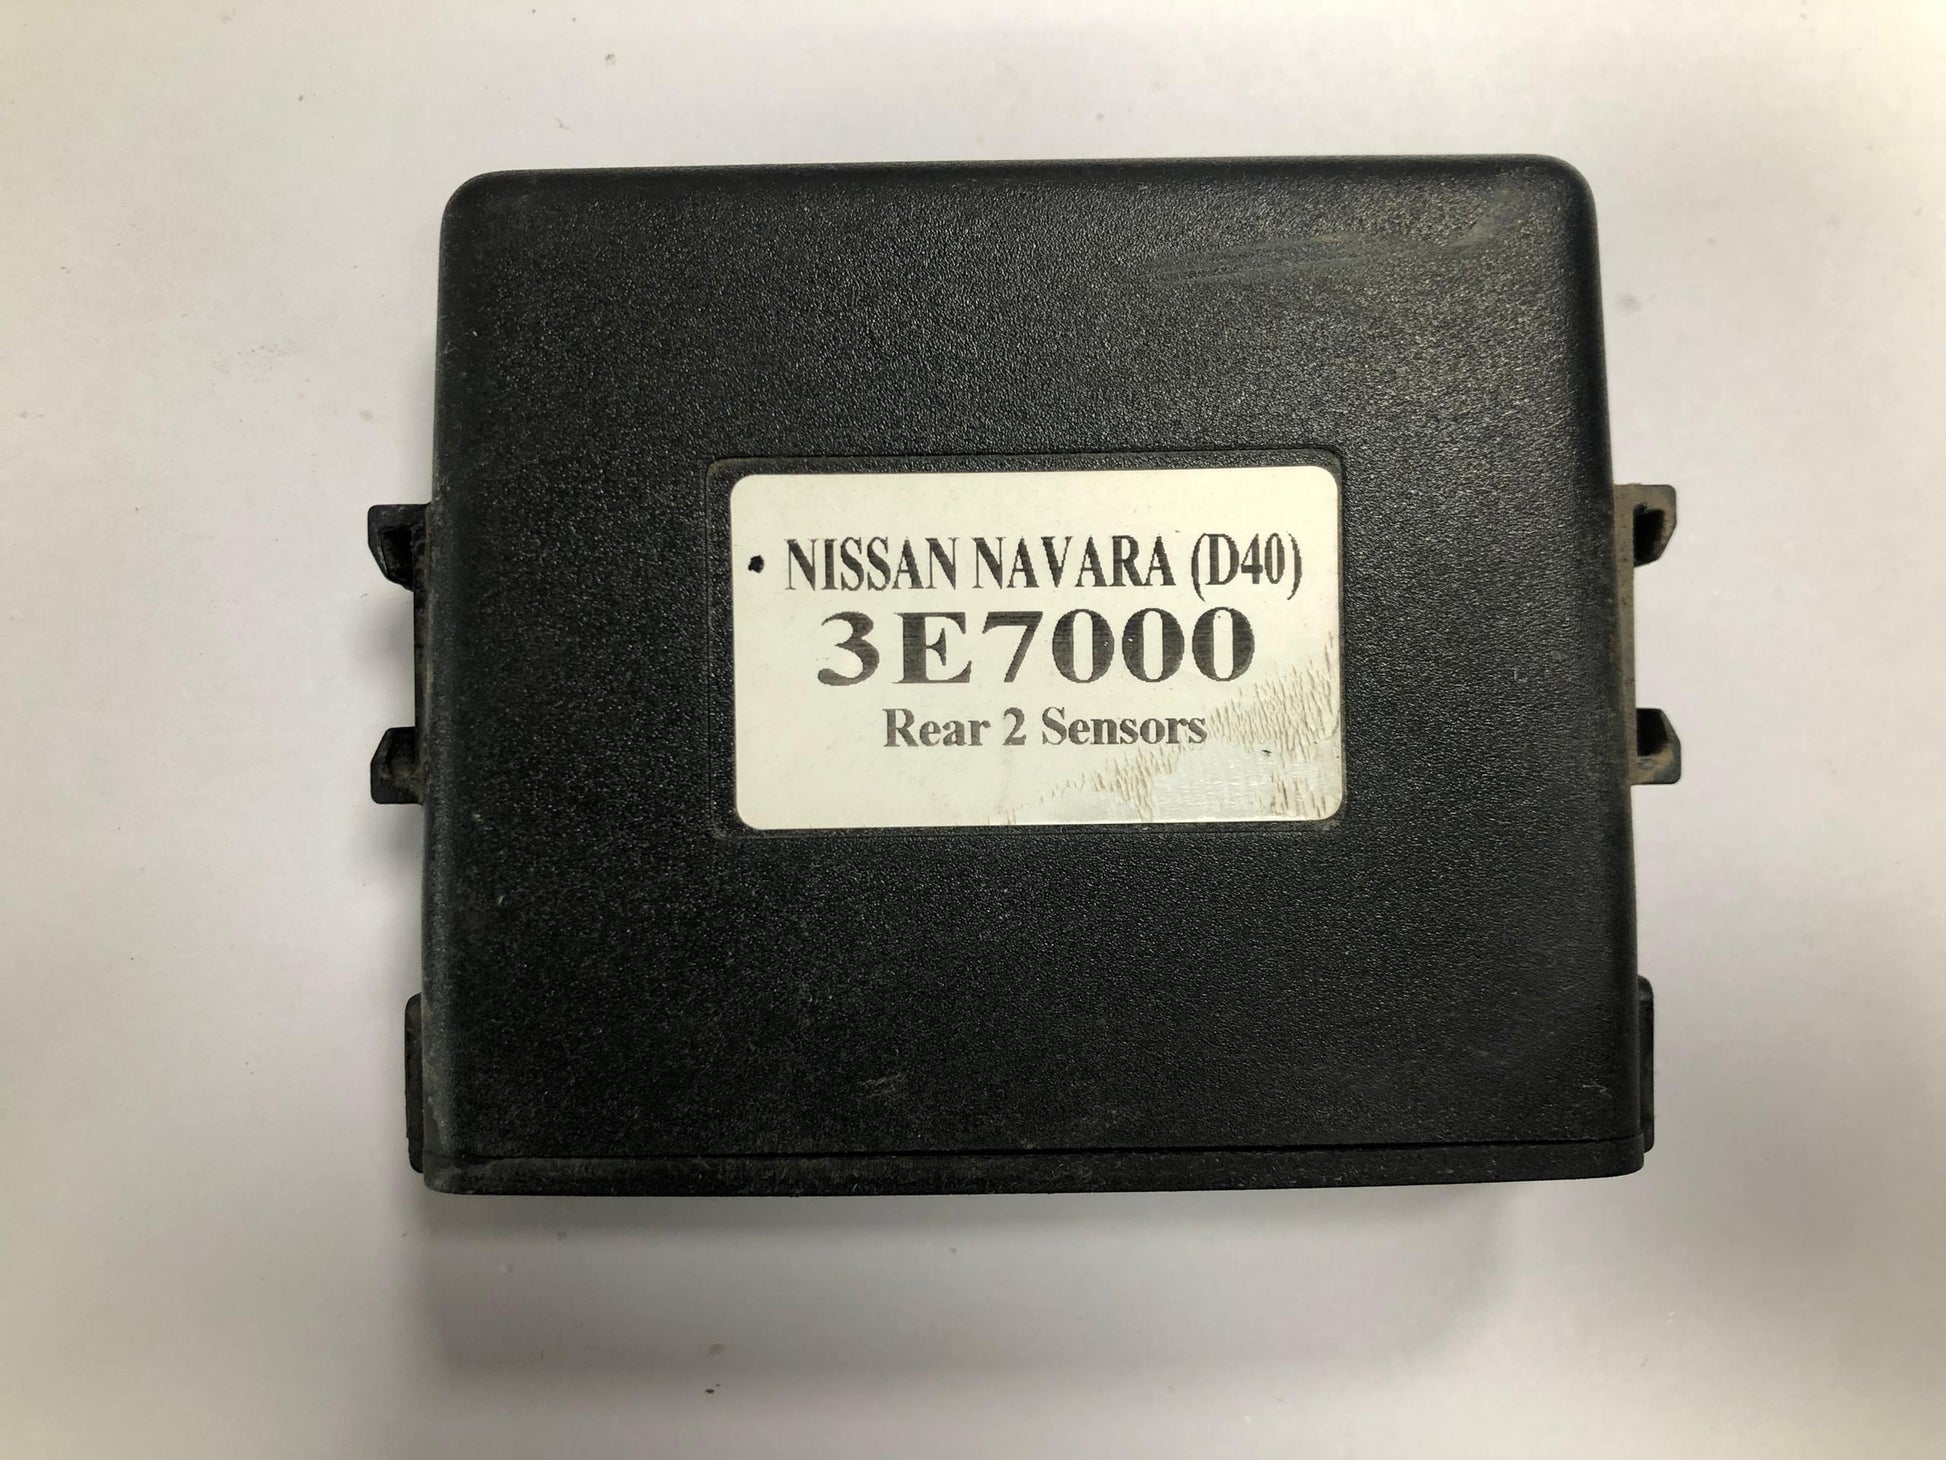 NISSAN NAVARA (D40)
3E7000
Rear 2 Sensors